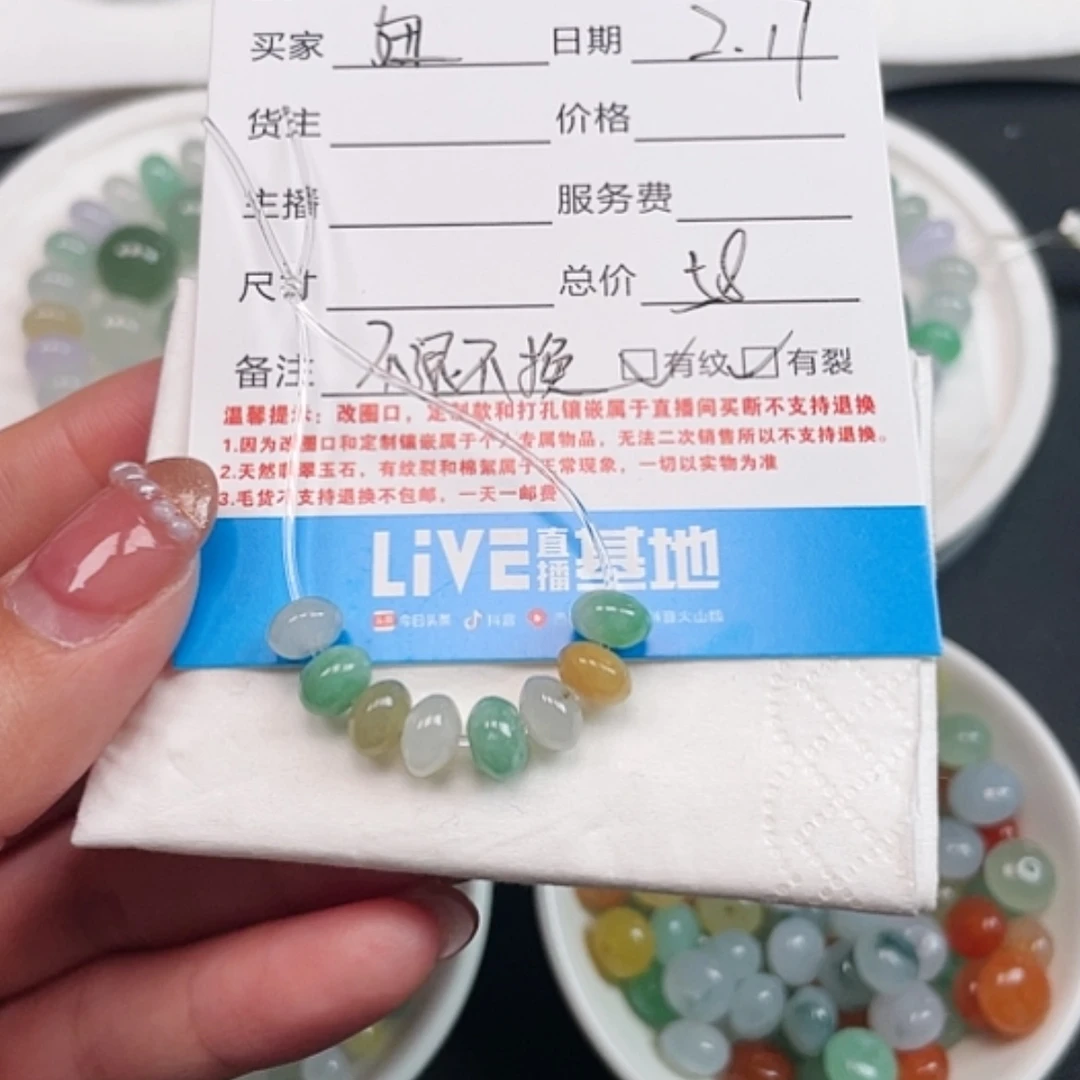 买家 日期 2.17
货主 价格
主播 服务费
尺寸 总价
备注 不退不换 有纹 有裂
温馨提示：改圈口，定制款和打孔镶嵌属于直播间买断不支持退换
1.因为改圈口和定制镶嵌属于个人专属物品，无法二次销售所以不支持退换。
2.天然翡翠玉石，有纹裂和棉絮属于正常现象，一切以实物为准
3.毛货不支持退换不包邮，一天一邮费
LiVE直播基地
今日头条 抖音 抖音火山版